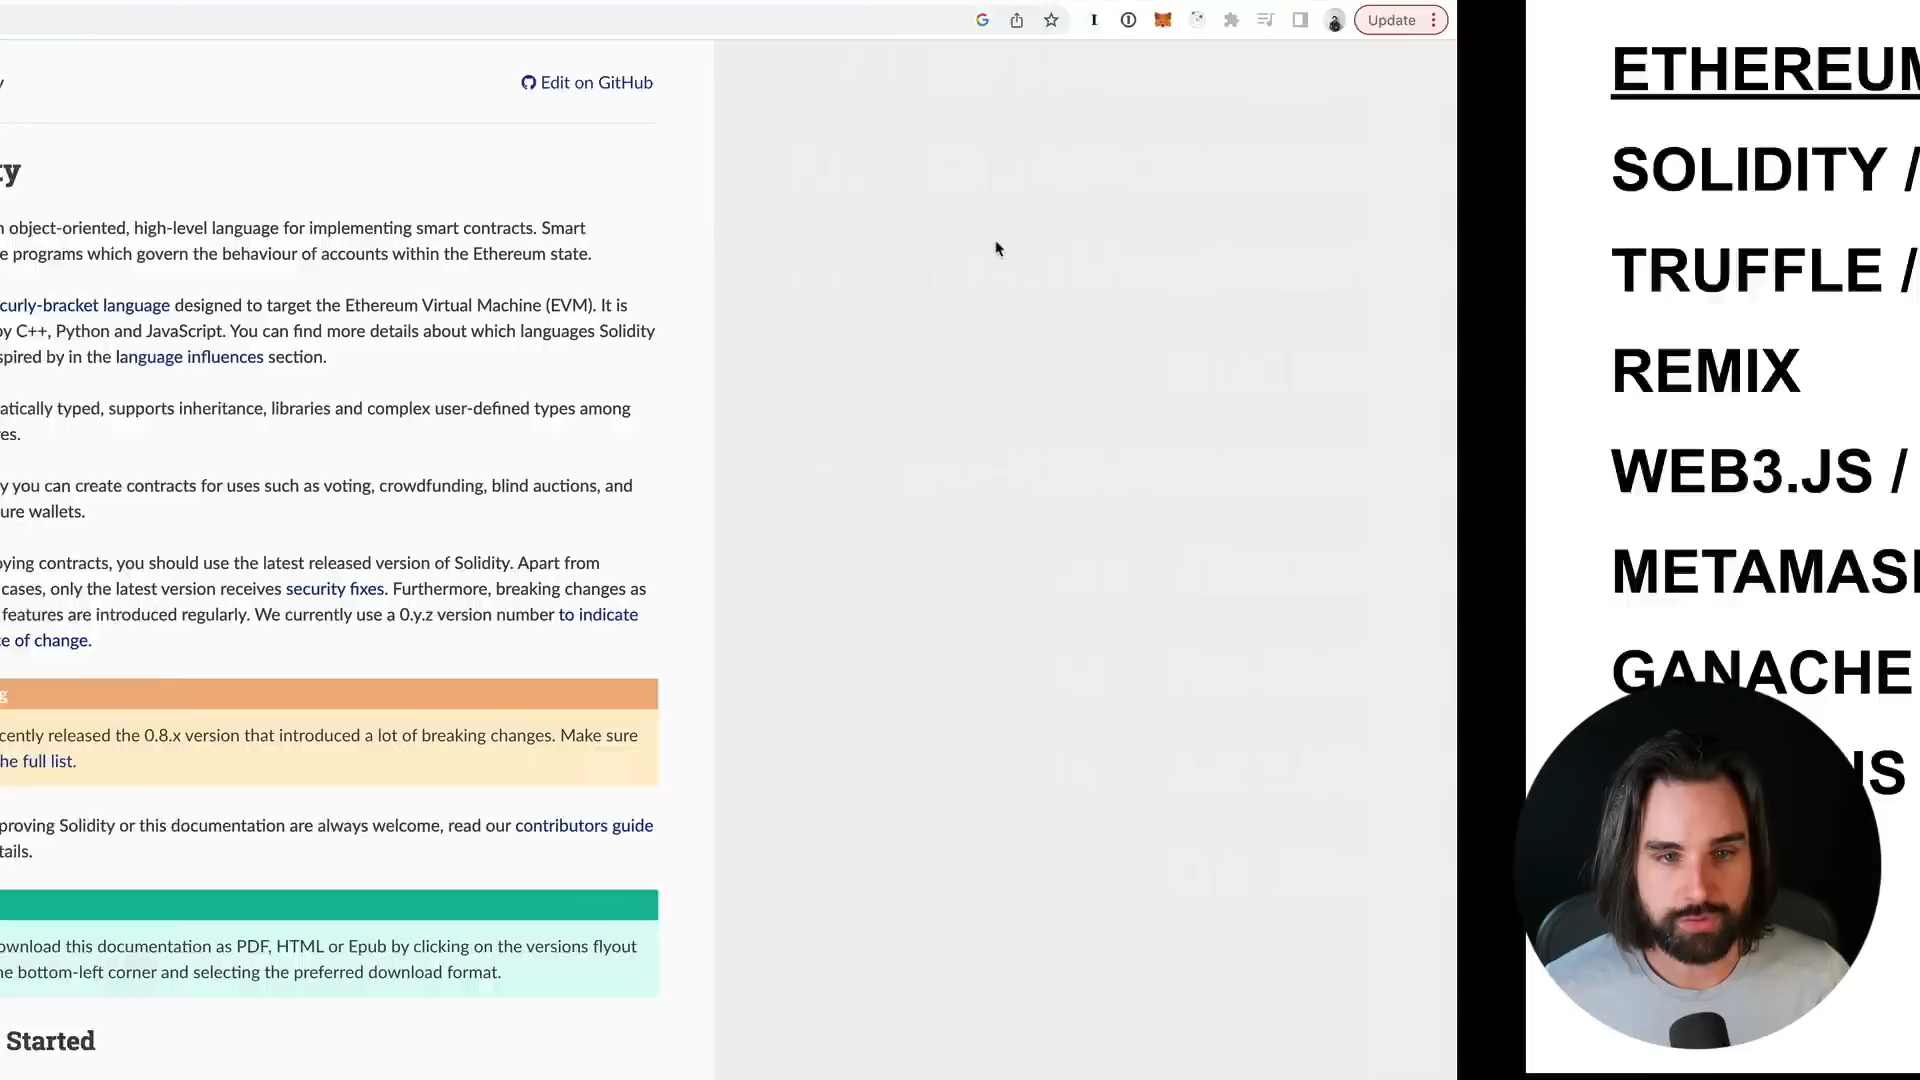 Update
Edit on GitHub
ty
object-oriented, high-level language for implementing smart contracts. Smart
e programs which govern the behaviour of accounts within the Ethereum state.
curly-bracket language designed to target the Ethereum Virtual Machine (EVM). It is
by C++, Python and JavaScript. You can find more details about which languages Solidity
spired by in the language influences section.
atically typed, supports inheritance, libraries and complex user-defined types among
res.
y you can create contracts for uses such as voting, crowdfunding, blind auctions, and
ure wallets.
oying contracts, you should use the latest released version of Solidity. Apart from
cases, only the latest version receives security fixes. Furthermore, breaking changes as
features are introduced regularly. We currently use a 0.y.z version number to indicate
ce of change.
g
cently released the 0.8.x version that introduced a lot of breaking changes. Make sure
he full list.
proving Solidity or this documentation are always welcome, read our contributors guide
tails.
ownload this documentation as PDF, HTML or Epub by clicking on the versions flyout
he bottom-left corner and selecting the preferred download format.
Started
ETHEREUM
SOLIDITY /
TRUFFLE /
REMIX
WEB3.JS /
METAMASK
GANACHE